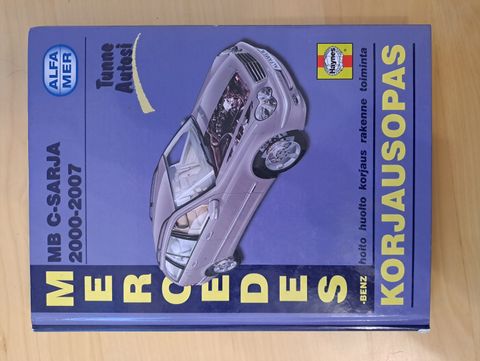 ALFA
MER
Tunne
Autosi
Haynes
MB C-SARJA
2000-2007
MERCEDES
-BENZ hoito huolto korjaus rakenne toiminta
KORJAUSOPAS